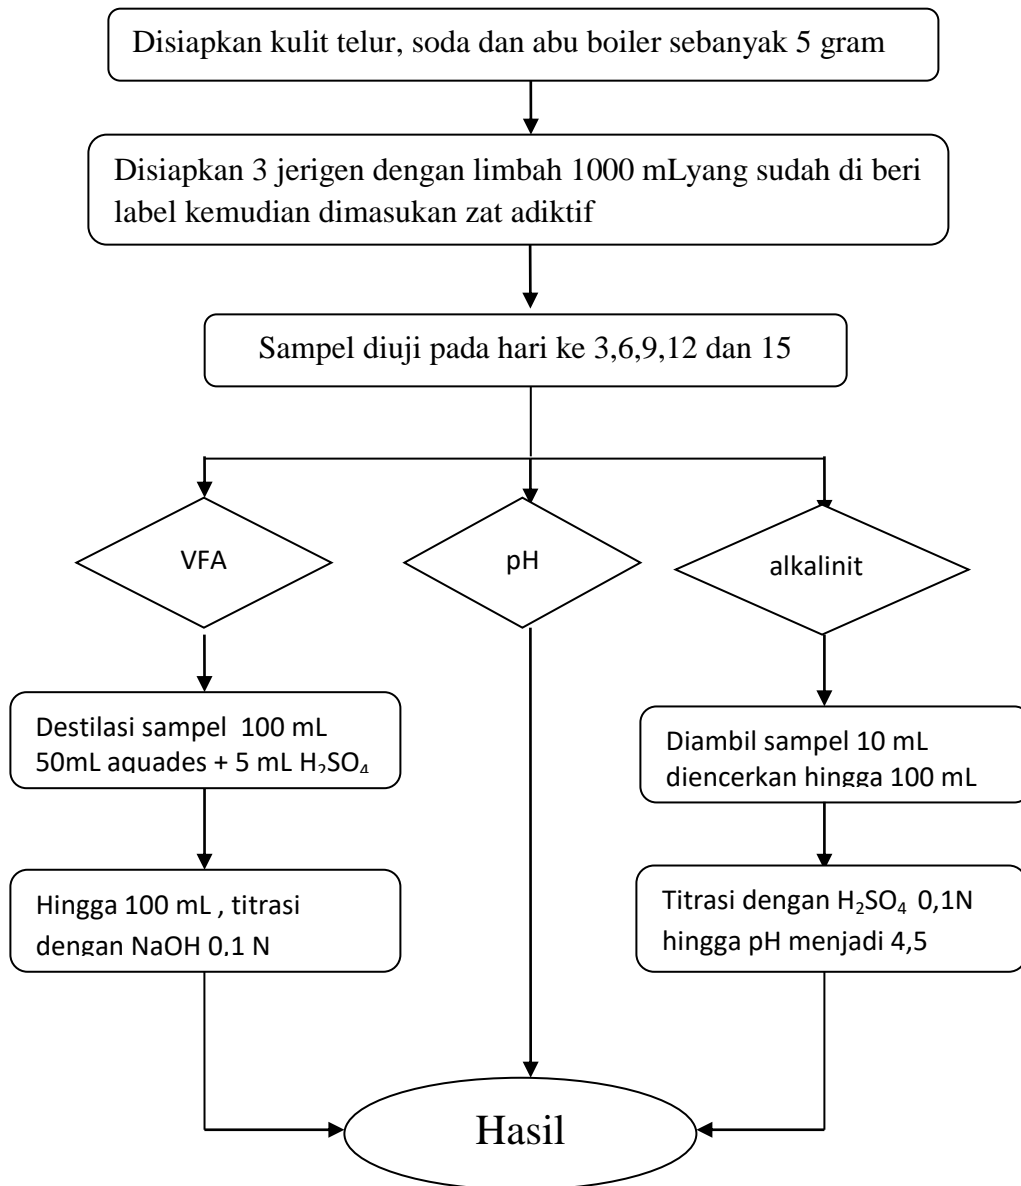 Disiapkan kulit telur, soda dan abu boiler sebanyak 5 gram
Disiapkan 3 jerigen dengan limbah 1000 mLyang sudah di beri
label kemudian dimasukan zat adiktif
Sampel diuji pada hari ke 3,6,9,12 dan 15
VFA
pH
alkalinit
Destilasi sampel 100 mL
50mL aquades + 5 mL H₂SO₄
Diambil sampel 10 mL
diencerkan hingga 100 mL
Hingga 100 mL , titrasi
dengan NaOH 0,1 N
Titrasi dengan H₂SO₄ 0,1N
hingga pH menjadi 4,5
Hasil